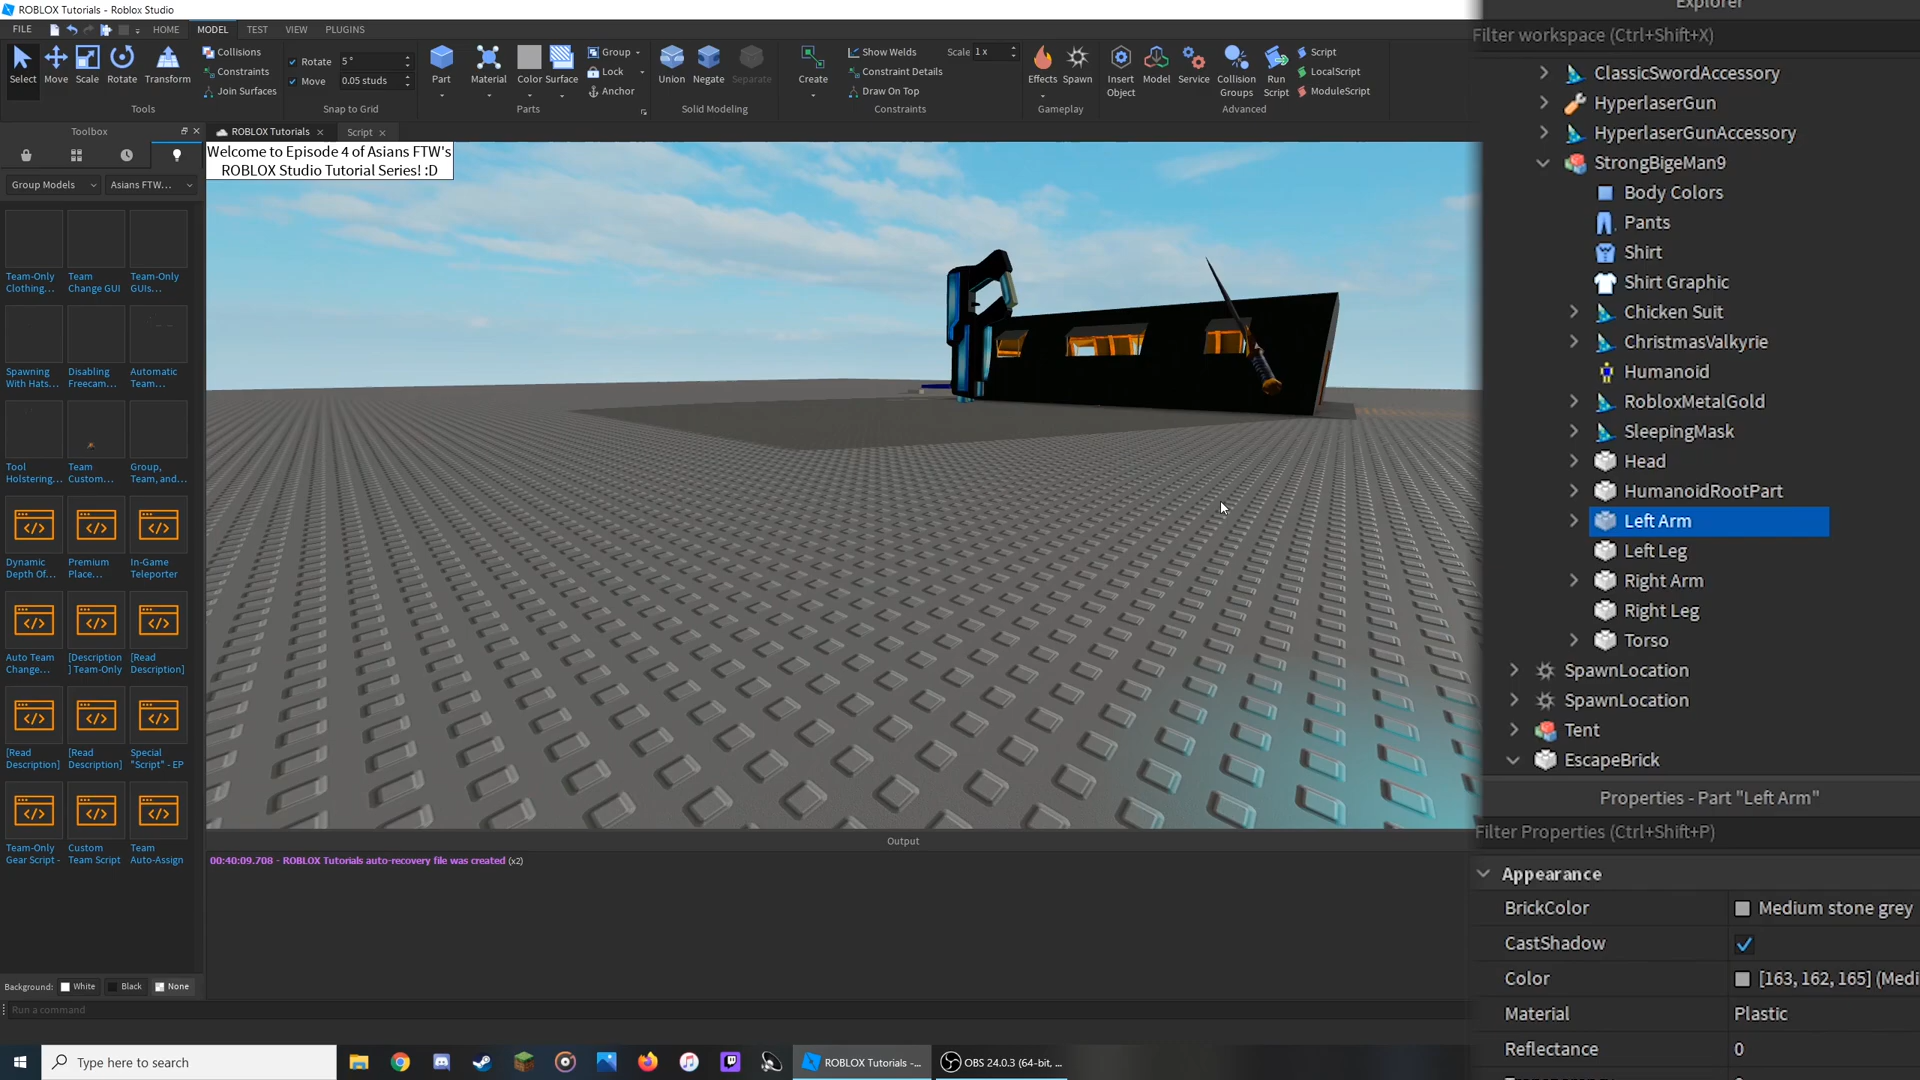 ROBLOX Tutorials - Roblox Studio
FILE
HOME
MODEL
TEST
VIEW
PLUGINS
Select
Move
Scale
Rotate
Transform
Collisions
Constraints
Join Surfaces
Tools
Rotate
5 °
Move
0.05 studs
Snap to Grid
Part
Material
Color
Surface
Group
Lock
Anchor
Parts
Union
Negate
Separate
Solid Modeling
Create
Show Welds
Scale
1 x
Constraint Details
Draw On Top
Constraints
Effects
Spawn
Gameplay
Insert
Object
Model
Service
Collision
Groups
Run
Script
Script
LocalScript
ModuleScript
Advanced
Toolbox
ROBLOX Tutorials
Script
Welcome to Episode 4 of Asians FTW's
ROBLOX Studio Tutorial Series! :D
Group Models
Asians FTW...
Team-Only
Clothing...
Team
Change GUI
Team-Only
GUIs...
Spawning
With Hats...
Disabling
Freecam...
Automatic
Team...
Tool
Holstering...
Team
Custom...
Group,
Team, and...
Dynamic
Depth Of...
Premium
Place...
In-Game
Teleporter
Auto Team
Change...
[Description
] Team-Only
[Read
Description]
[Read
Description]
[Read
Description]
Special
"Script" - EP
Team-Only
Gear Script -
Custom
Team Script
Team
Auto-Assign
Background:
White
Black
None
Run a command
Output
00:40:09.708 - ROBLOX Tutorials auto-recovery file was created (x2)
Explorer
Filter workspace (Ctrl+Shift+X)
ClassicSwordAccessory
HyperlaserGun
HyperlaserGunAccessory
StrongBigeMan9
Body Colors
Pants
Shirt
Shirt Graphic
Chicken Suit
ChristmasValkyrie
Humanoid
RobloxMetalGold
SleepingMask
Head
HumanoidRootPart
Left Arm
Left Leg
Right Arm
Right Leg
Torso
SpawnLocation
SpawnLocation
Tent
EscapeBrick
Properties - Part "Left Arm"
Filter Properties (Ctrl+Shift+P)
Appearance
BrickColor
Medium stone grey
CastShadow
Color
[163, 162, 165] (Medi
Material
Plastic
Reflectance
0
Type here to search
ROBLOX Tutorials -...
OBS 24.0.3 (64-bit, ...